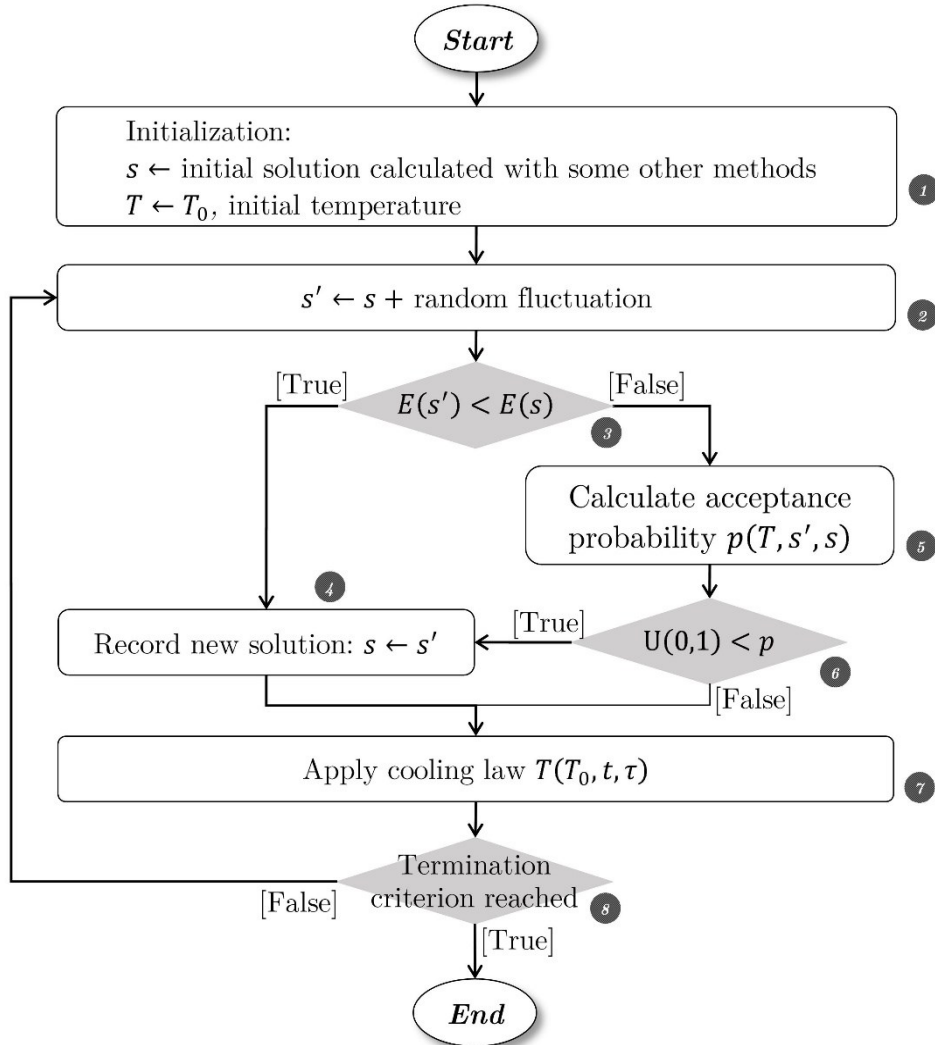 Start
Initialization:
s ← initial solution calculated with some other methods
T ← T₀, initial temperature
1
s′ ← s + random fluctuation
2
[True]
[False]
E(s′) < E(s)
3
Calculate acceptance
probability p(T, s′, s)
5
4
Record new solution: s ← s′
[True]
U(0,1) < p
6
[False]
Apply cooling law T(T₀, t, τ)
7
Termination
criterion reached
[False]
8
[True]
End